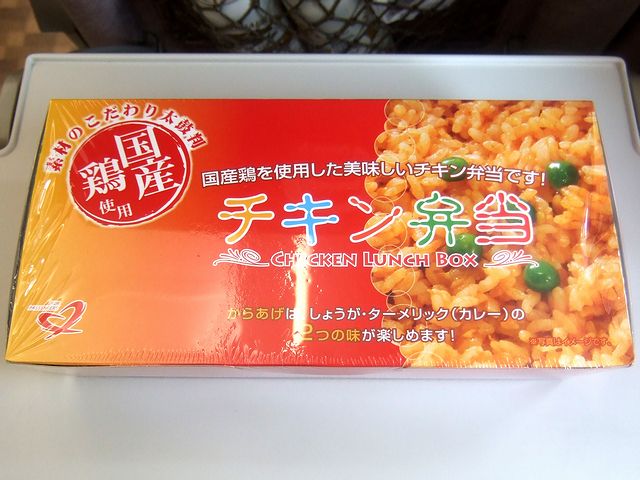 素材のこだわり太鼓判
国産
鶏
使用
国産鶏を使用した美味しいチキン弁当です!
チキン弁当
CHICKEN LUNCH BOX
からあげは、しょうが・ターメリック(カレー)の
2つの味が楽しめます!
※写真はイメージです。